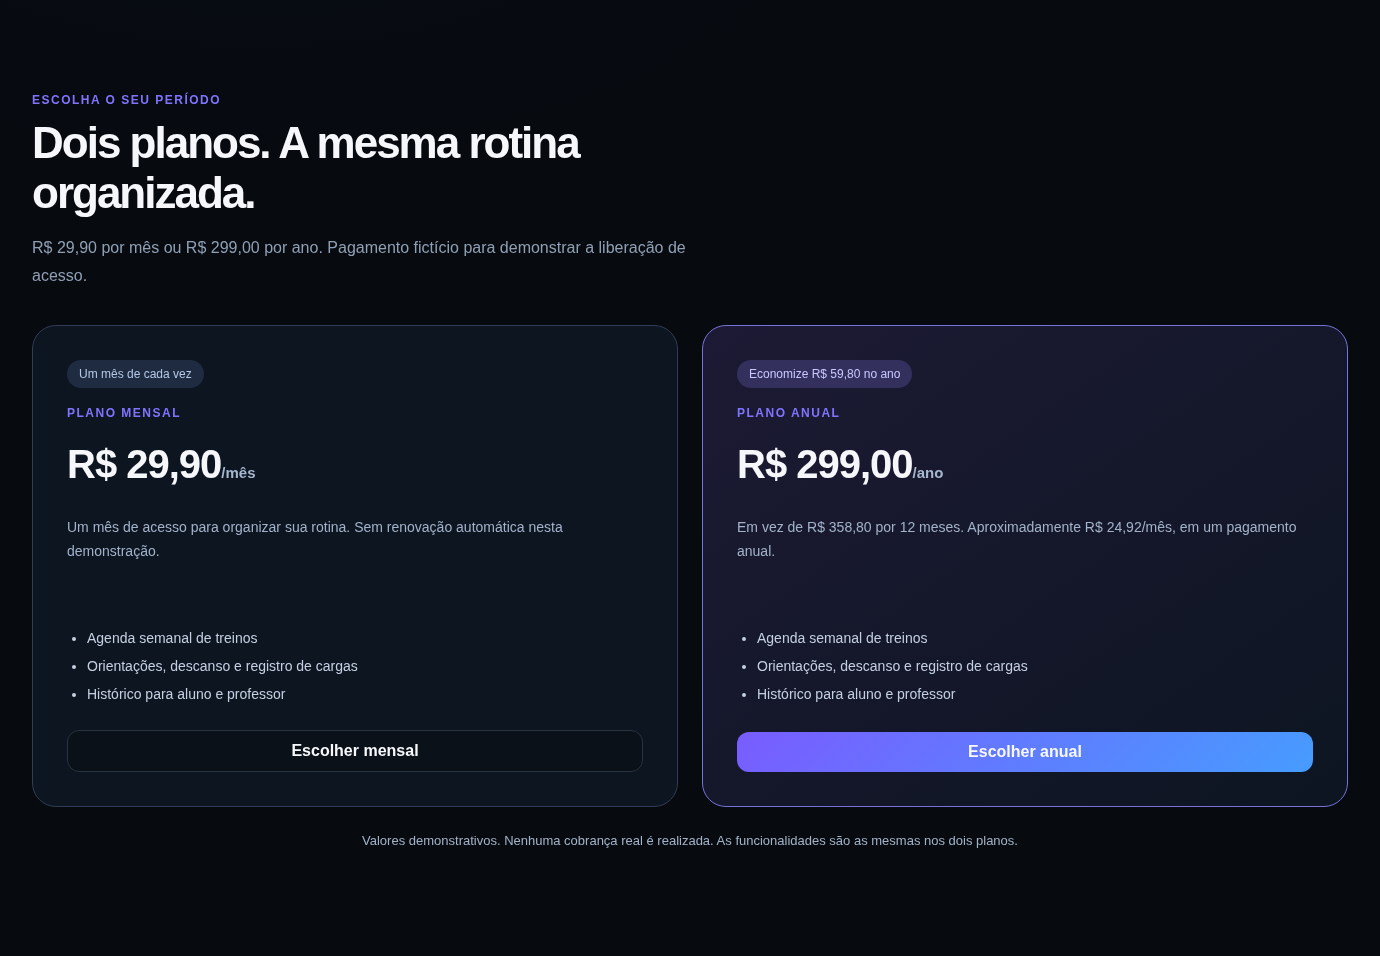 ESCOLHA O SEU PERÍODO
Dois planos. A mesma rotina
organizada.
R$ 29,90 por mês ou R$ 299,00 por ano. Pagamento fictício para demonstrar a liberação de
acesso.
Um mês de cada vez
PLANO MENSAL
R$ 29,90/mês
Um mês de acesso para organizar sua rotina. Sem renovação automática nesta
demonstração.
• Agenda semanal de treinos
• Orientações, descanso e registro de cargas
• Histórico para aluno e professor
Escolher mensal
Economize R$ 59,80 no ano
PLANO ANUAL
R$ 299,00/ano
Em vez de R$ 358,80 por 12 meses. Aproximadamente R$ 24,92/mês, em um pagamento
anual.
• Agenda semanal de treinos
• Orientações, descanso e registro de cargas
• Histórico para aluno e professor
Escolher anual
Valores demonstrativos. Nenhuma cobrança real é realizada. As funcionalidades são as mesmas nos dois planos.